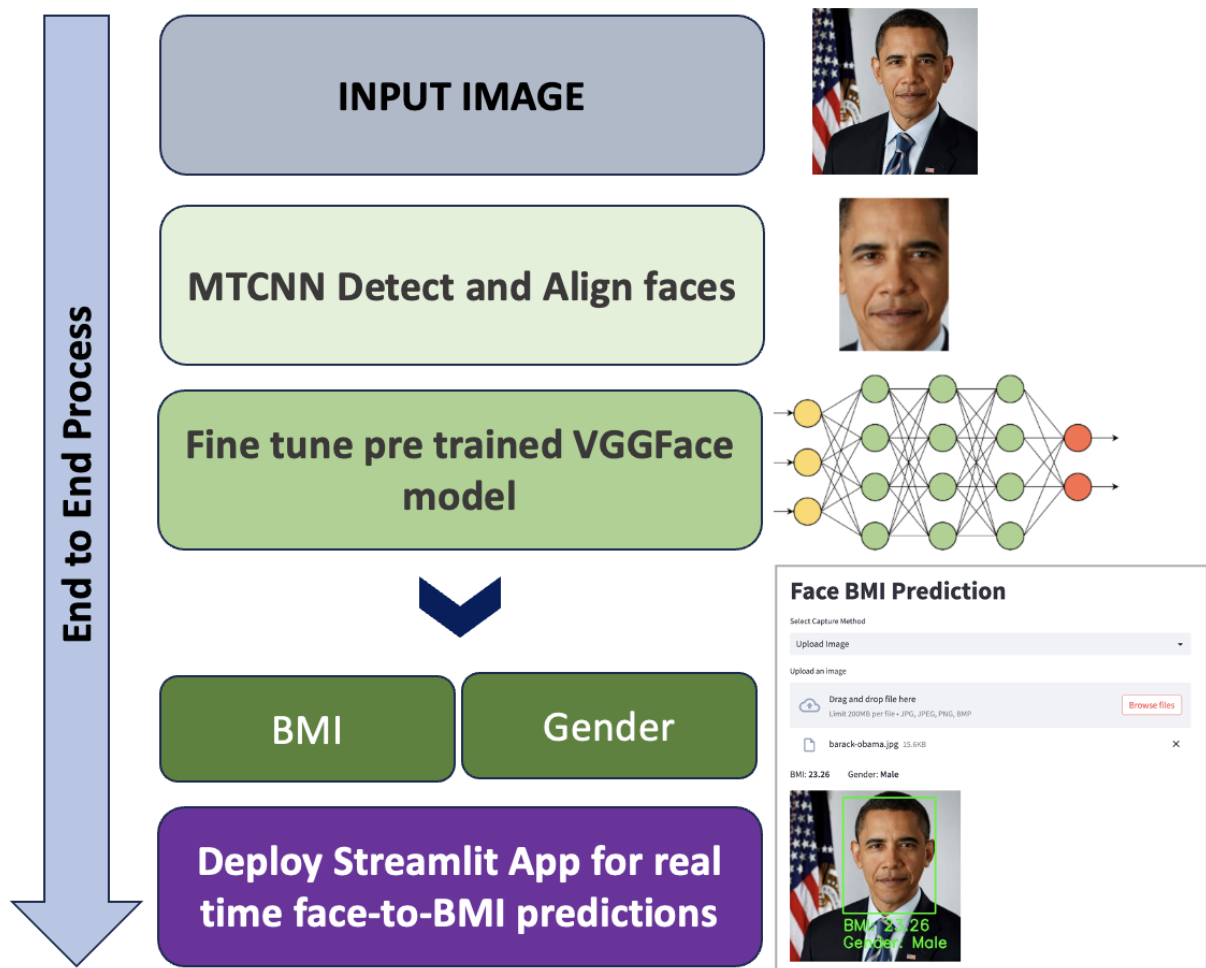 End to End Process
INPUT IMAGE
MTCNN Detect and Align faces
Fine tune pre trained VGGFace
model
BMI
Gender
Deploy Streamlit App for real
time face-to-BMI predictions
Face BMI Prediction
Select Capture Method
Upload Image
Upload an image
Drag and drop file here
Limit 200MB per file • JPG, JPEG, PNG, BMP
Browse files
barack-obama.jpg 15.6KB
BMI: 23.26 Gender: Male
BMI: 23.26
Gender: Male